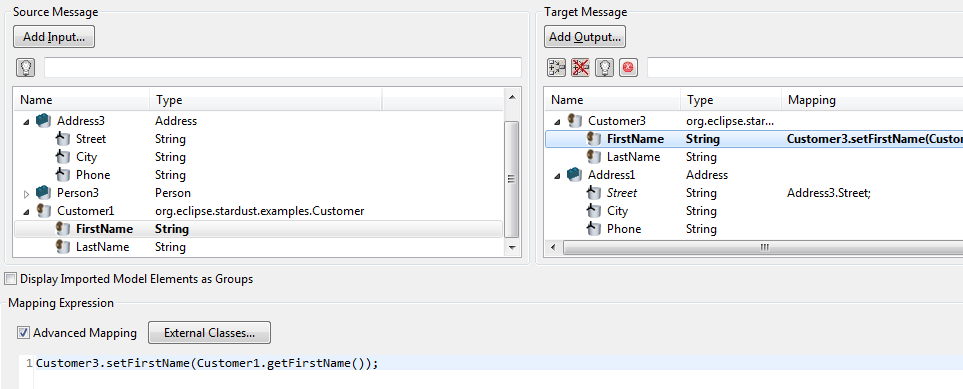 Source Message
Add Input...
Name Type
Address3 Address
Street String
City String
Phone String
Person3 Person
Customer1 org.eclipse.stardust.examples.Customer
FirstName String
LastName String
Target Message
Add Output...
Name Type Mapping
Customer3 org.eclipse.star...
FirstName String Customer3.setFirstName(Custo
LastName String
Address1 Address
Street String Address3.Street;
City String
Phone String
Display Imported Model Elements as Groups
Mapping Expression
Advanced Mapping External Classes...
1 Customer3.setFirstName(Customer1.getFirstName());